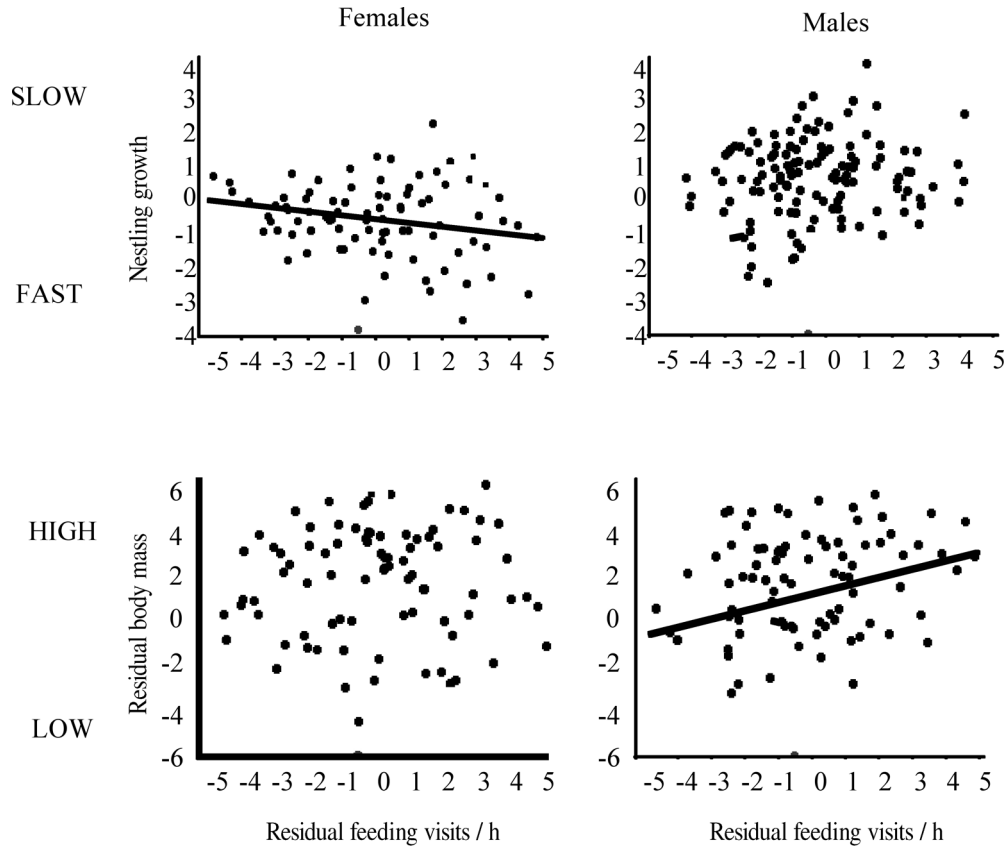 Females
Males
SLOW
FAST
Nestling growth
4
3
2
1
0
-1
-2
-3
-4
-5 -4 -3 -2 -1 0 1 2 3 4 5
4
3
2
1
0
-1
-2
-3
-4
-5 -4 -3 -2 -1 0 1 2 3 4 5
HIGH
LOW
Residual body mass
6
4
2
0
-2
-4
-6
-5 -4 -3 -2 -1 0 1 2 3 4 5
Residual feeding visits / h
6
4
2
0
-2
-4
-6
-5 -4 -3 -2 -1 0 1 2 3 4 5
Residual feeding visits / h